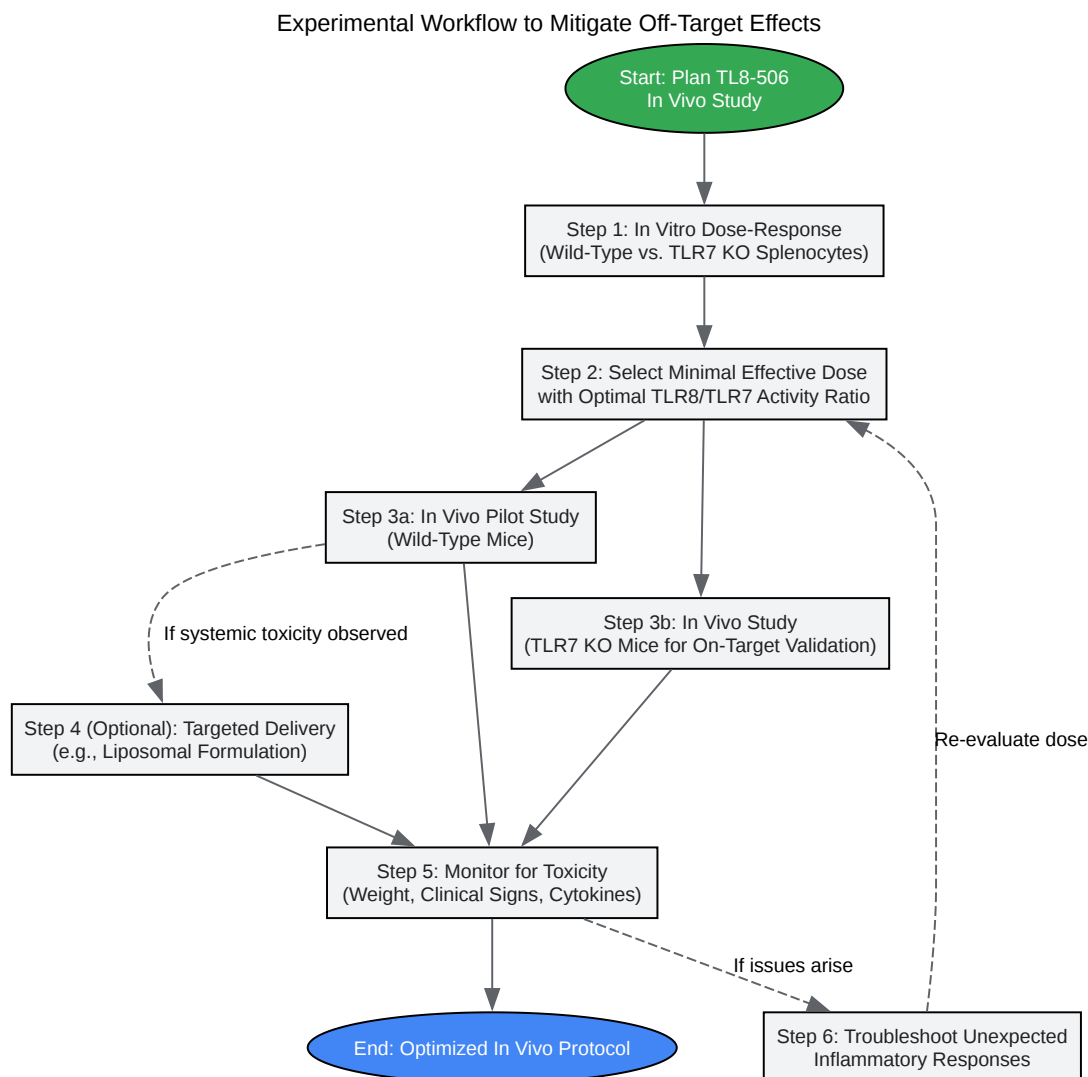 Experimental Workflow to Mitigate Off-Target Effects
Start: Plan TL8-506
In Vivo Study
Step 1: In Vitro Dose-Response
(Wild-Type vs. TLR7 KO Splenocytes)
Step 2: Select Minimal Effective Dose
with Optimal TLR8/TLR7 Activity Ratio
Step 3a: In Vivo Pilot Study
(Wild-Type Mice)
Step 3b: In Vivo Study
(TLR7 KO Mice for On-Target Validation)
If systemic toxicity observed
Step 4 (Optional): Targeted Delivery
(e.g., Liposomal Formulation)
Re-evaluate dose
Step 5: Monitor for Toxicity
(Weight, Clinical Signs, Cytokines)
If issues arise
End: Optimized In Vivo Protocol
Step 6: Troubleshoot Unexpected
Inflammatory Responses